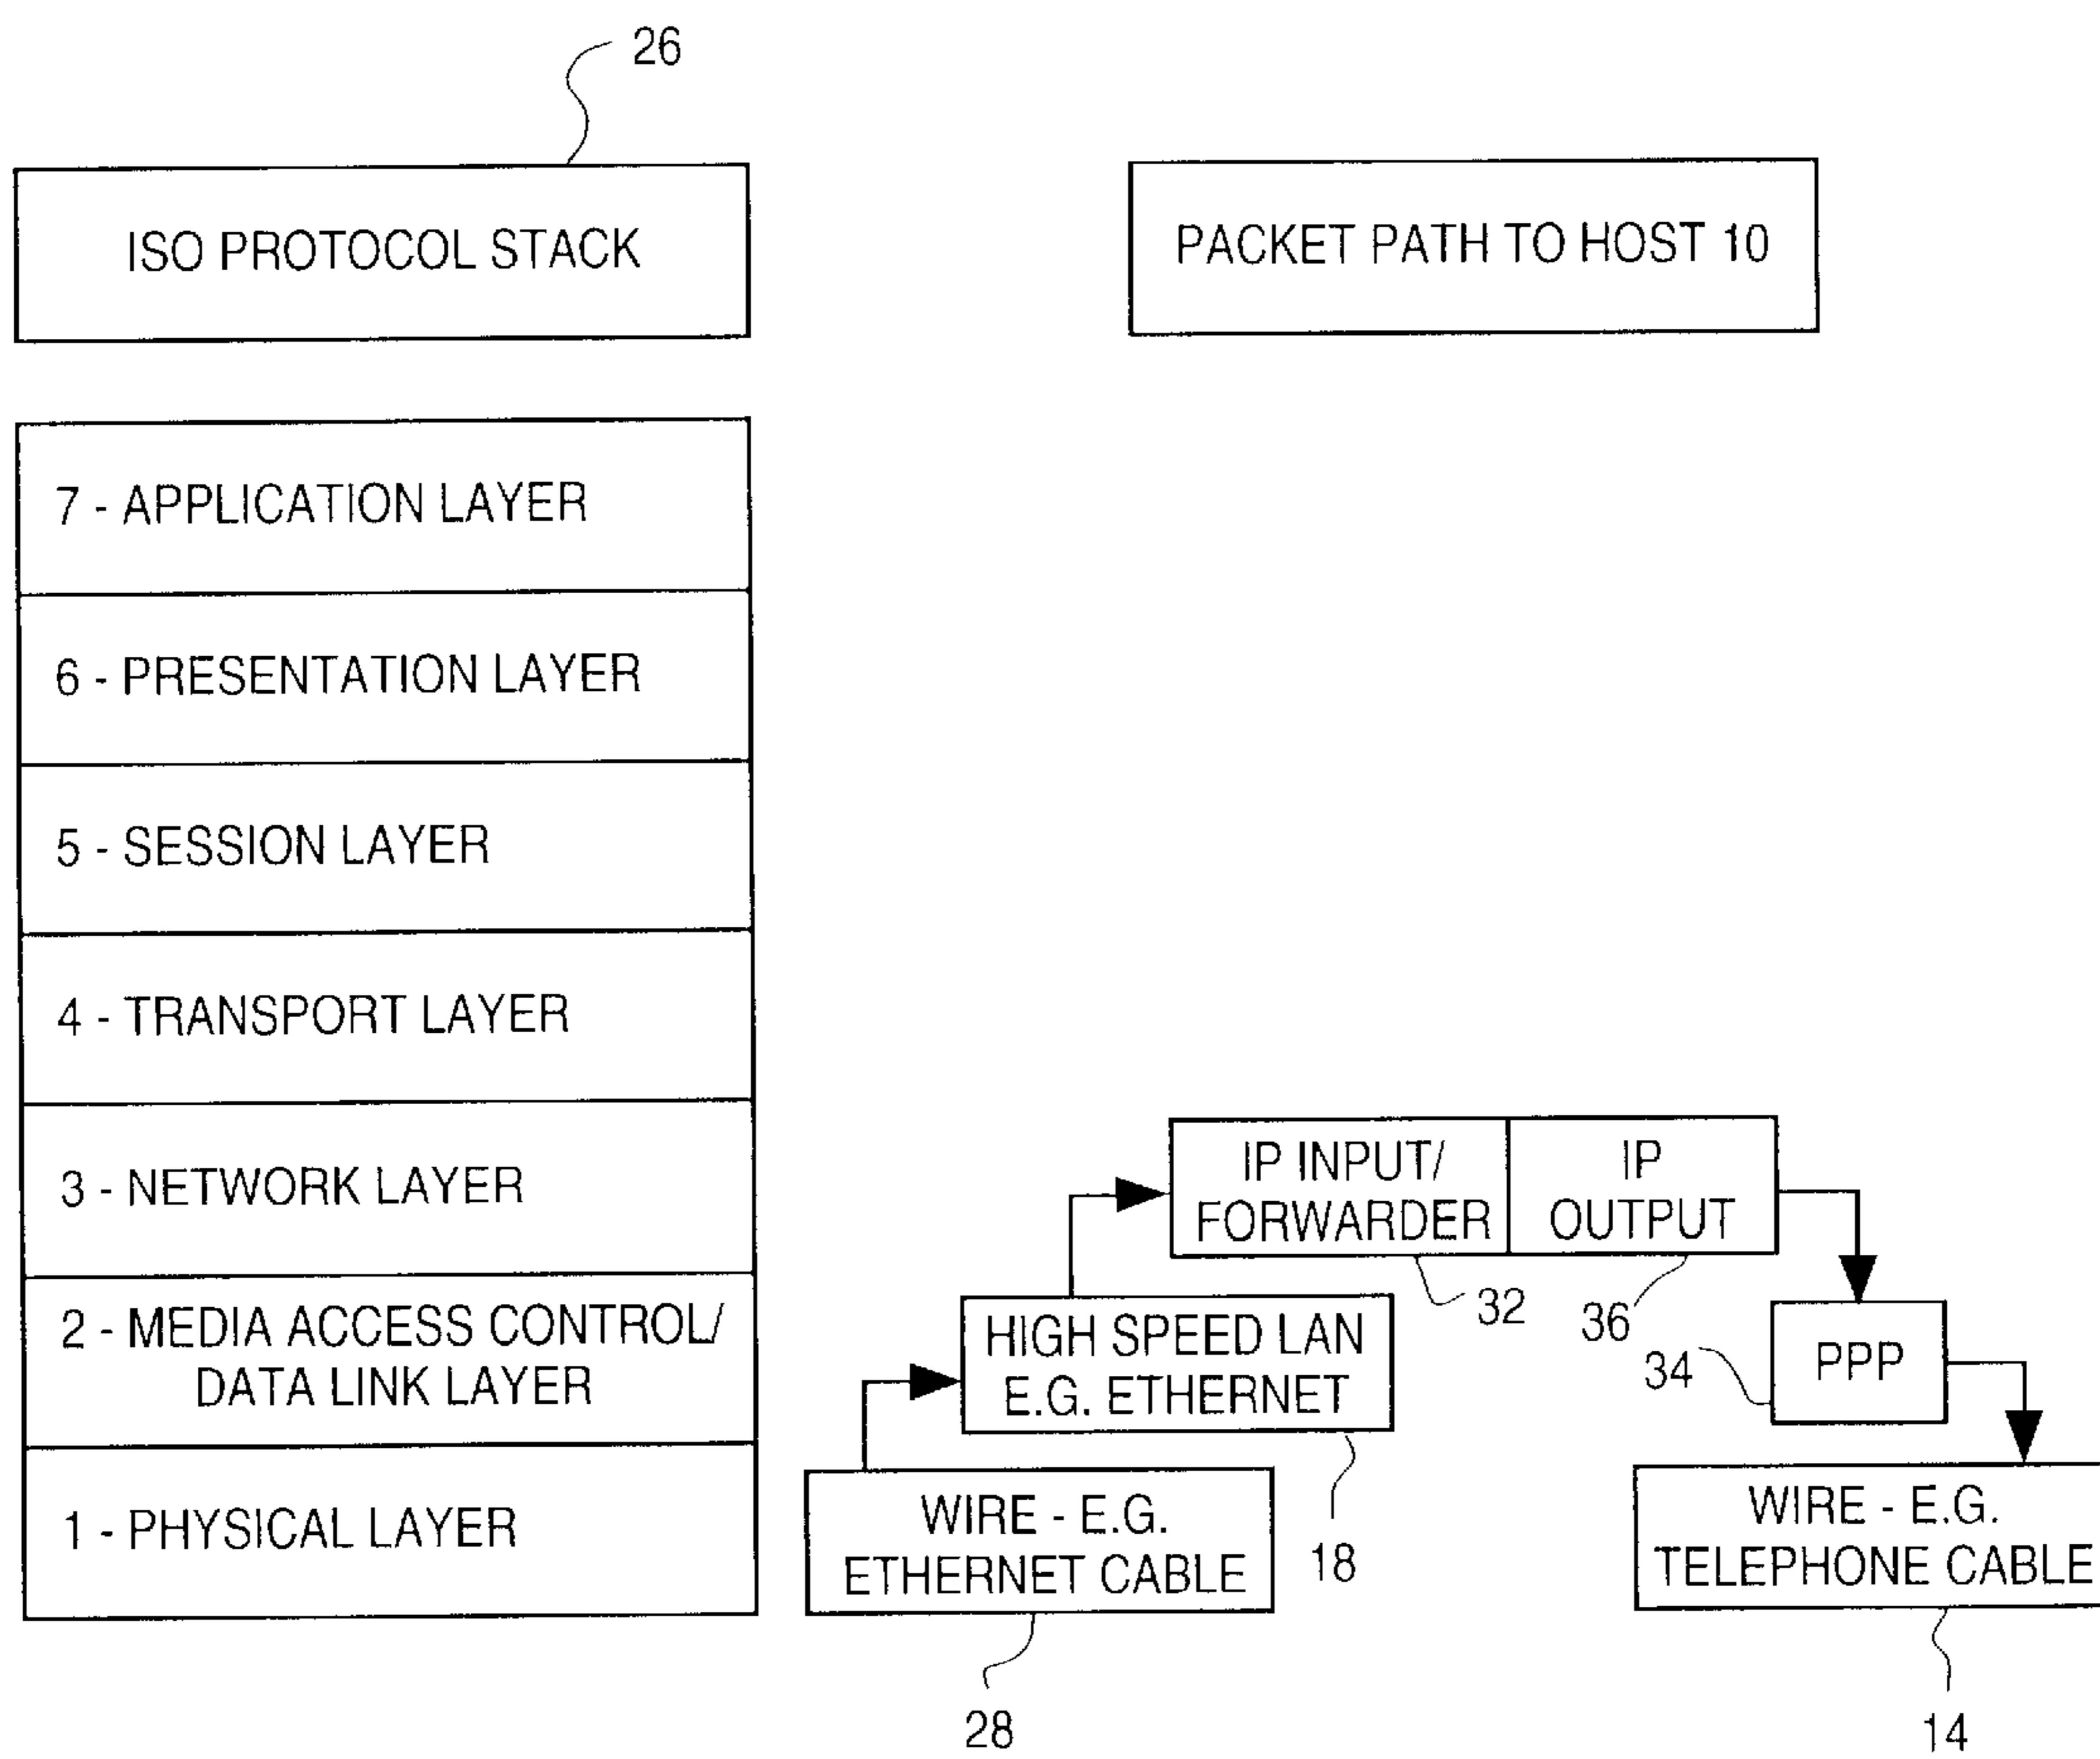 26
ISO PROTOCOL STACK
PACKET PATH TO HOST 10
7 - APPLICATION LAYER
6 - PRESENTATION LAYER
5 - SESSION LAYER
4 - TRANSPORT LAYER
3 - NETWORK LAYER
2 - MEDIA ACCESS CONTROL/
DATA LINK LAYER
1 - PHYSICAL LAYER
IP INPUT/
FORWARDER
IP
OUTPUT
32
36
HIGH SPEED LAN
E.G. ETHERNET
34
PPP
WIRE - E.G.
ETHERNET CABLE
18
WIRE - E.G.
TELEPHONE CABLE
28
14